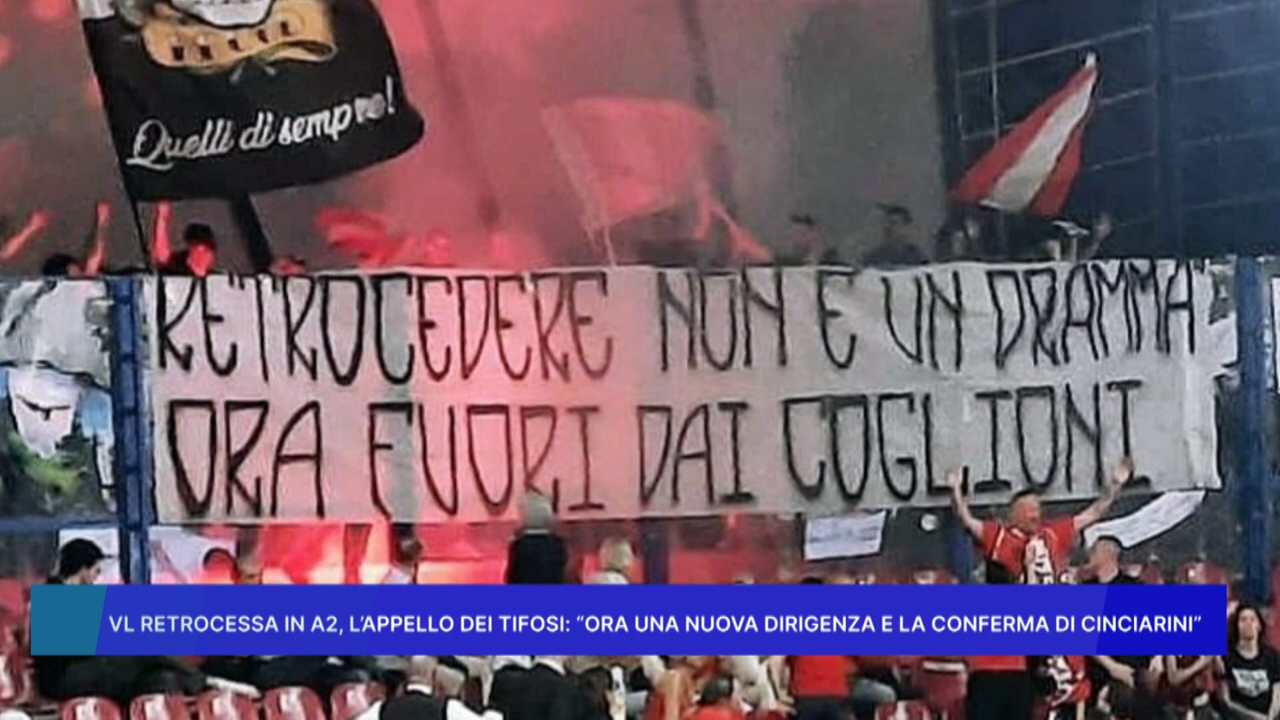 Quelli di sempre!
RETROCEDERE NON E UN DRAMMA
ORA FUORI DAI COGLIONI
VL RETROCESSA IN A2, L’APPELLO DEI TIFOSI: “ORA UNA NUOVA DIRIGENZA E LA CONFERMA DI CINCIARINI”